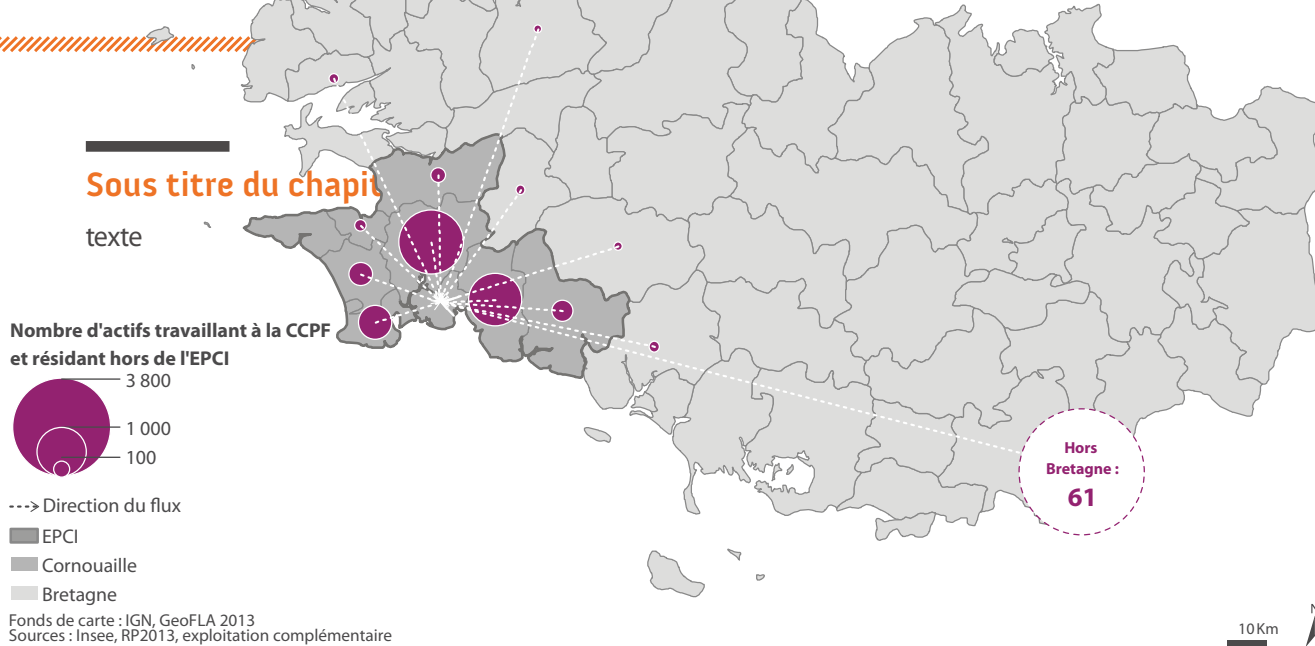 Sous titre du chapit
texte
Nombre d'actifs travaillant à la CCPF
et résidant hors de l'EPCI
3 800
1 000
100
Direction du flux
EPCI
Cornouaille
Bretagne
Fonds de carte : IGN, GeoFLA 2013
Sources : Insee, RP2013, exploitation complémentaire
Hors
Bretagne :
61
10 Km
N